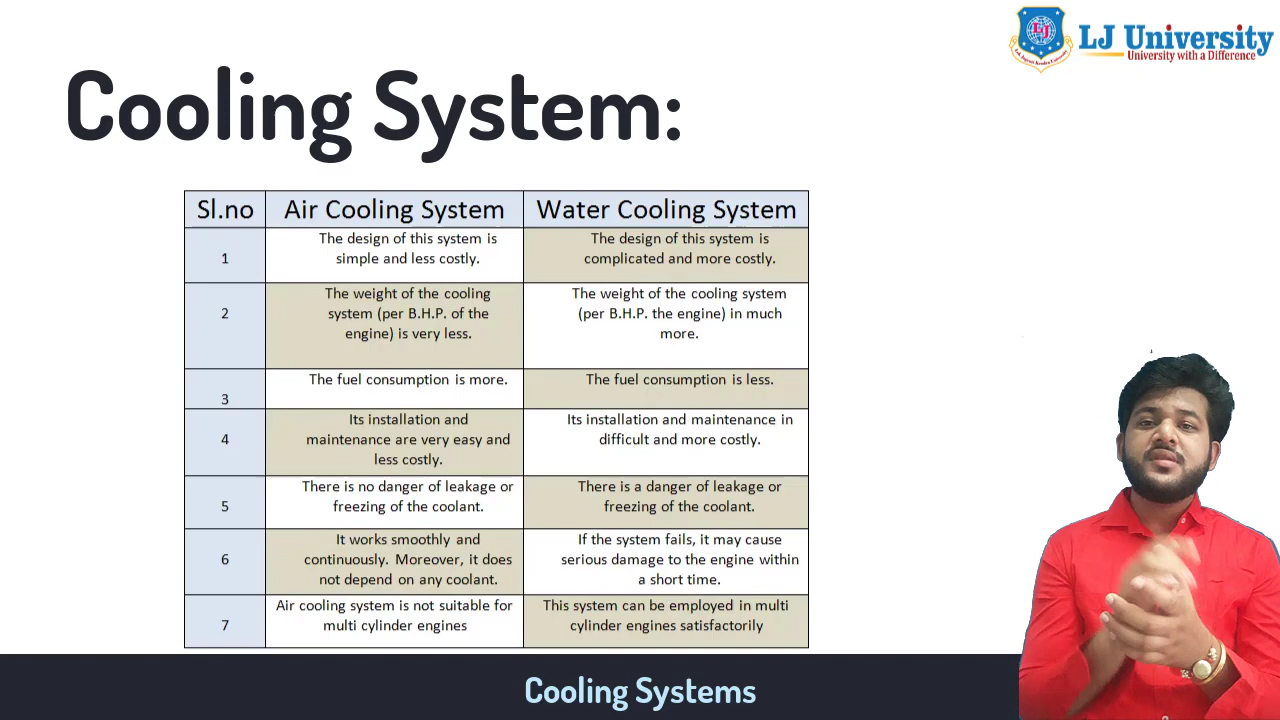 LJ University
University with a Difference
Cooling System:
Sl.no Air Cooling System Water Cooling System
1
The design of this system is
simple and less costly.
The design of this system is
complicated and more costly.
2
The weight of the cooling
system (per B.H.P. of the
engine) is very less.
The weight of the cooling system
(per B.H.P. the engine) in much
more.
3
The fuel consumption is more.
The fuel consumption is less.
4
Its installation and
maintenance are very easy and
less costly.
Its installation and maintenance in
difficult and more costly.
5
There is no danger of leakage or
freezing of the coolant.
There is a danger of leakage or
freezing of the coolant.
6
It works smoothly and
continuously. Moreover, it does
not depend on any coolant.
If the system fails, it may cause
serious damage to the engine within
a short time.
7
Air cooling system is not suitable for
multi cylinder engines
This system can be employed in multi
cylinder engines satisfactorily
Cooling Systems